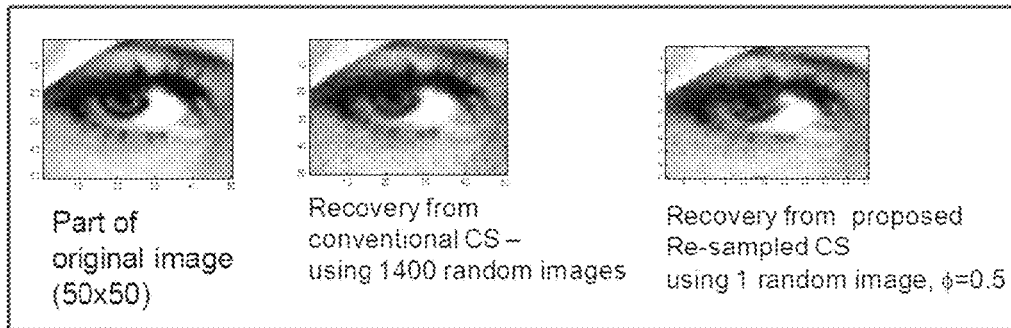 Part of
original image
(50x50)
Recovery from
conventional CS –
using 1400 random images
Recovery from proposed
Re-sampled CS
using 1 random image, ϕ=0.5